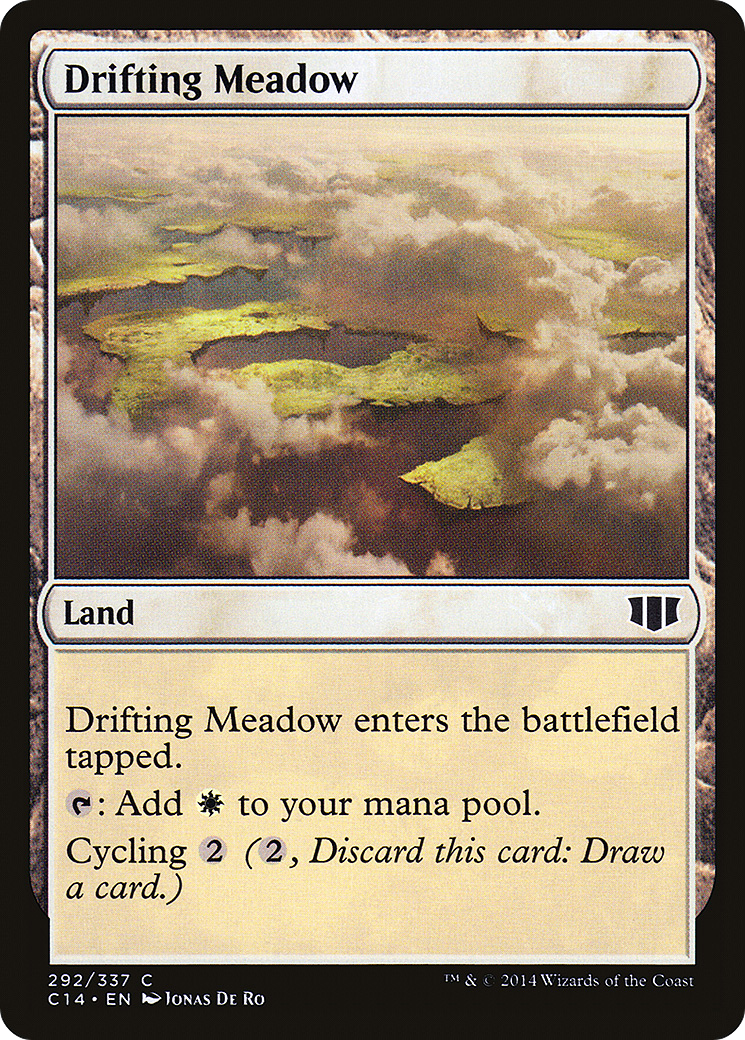 Drifting Meadow
Land
Drifting Meadow enters the battlefield
tapped.
: Add to your mana pool.
Cycling 2 (2, Discard this card: Draw
a card.)
292/337 C
™ & © 2014 Wizards of the Coast
C14 • EN Jonas De Ro